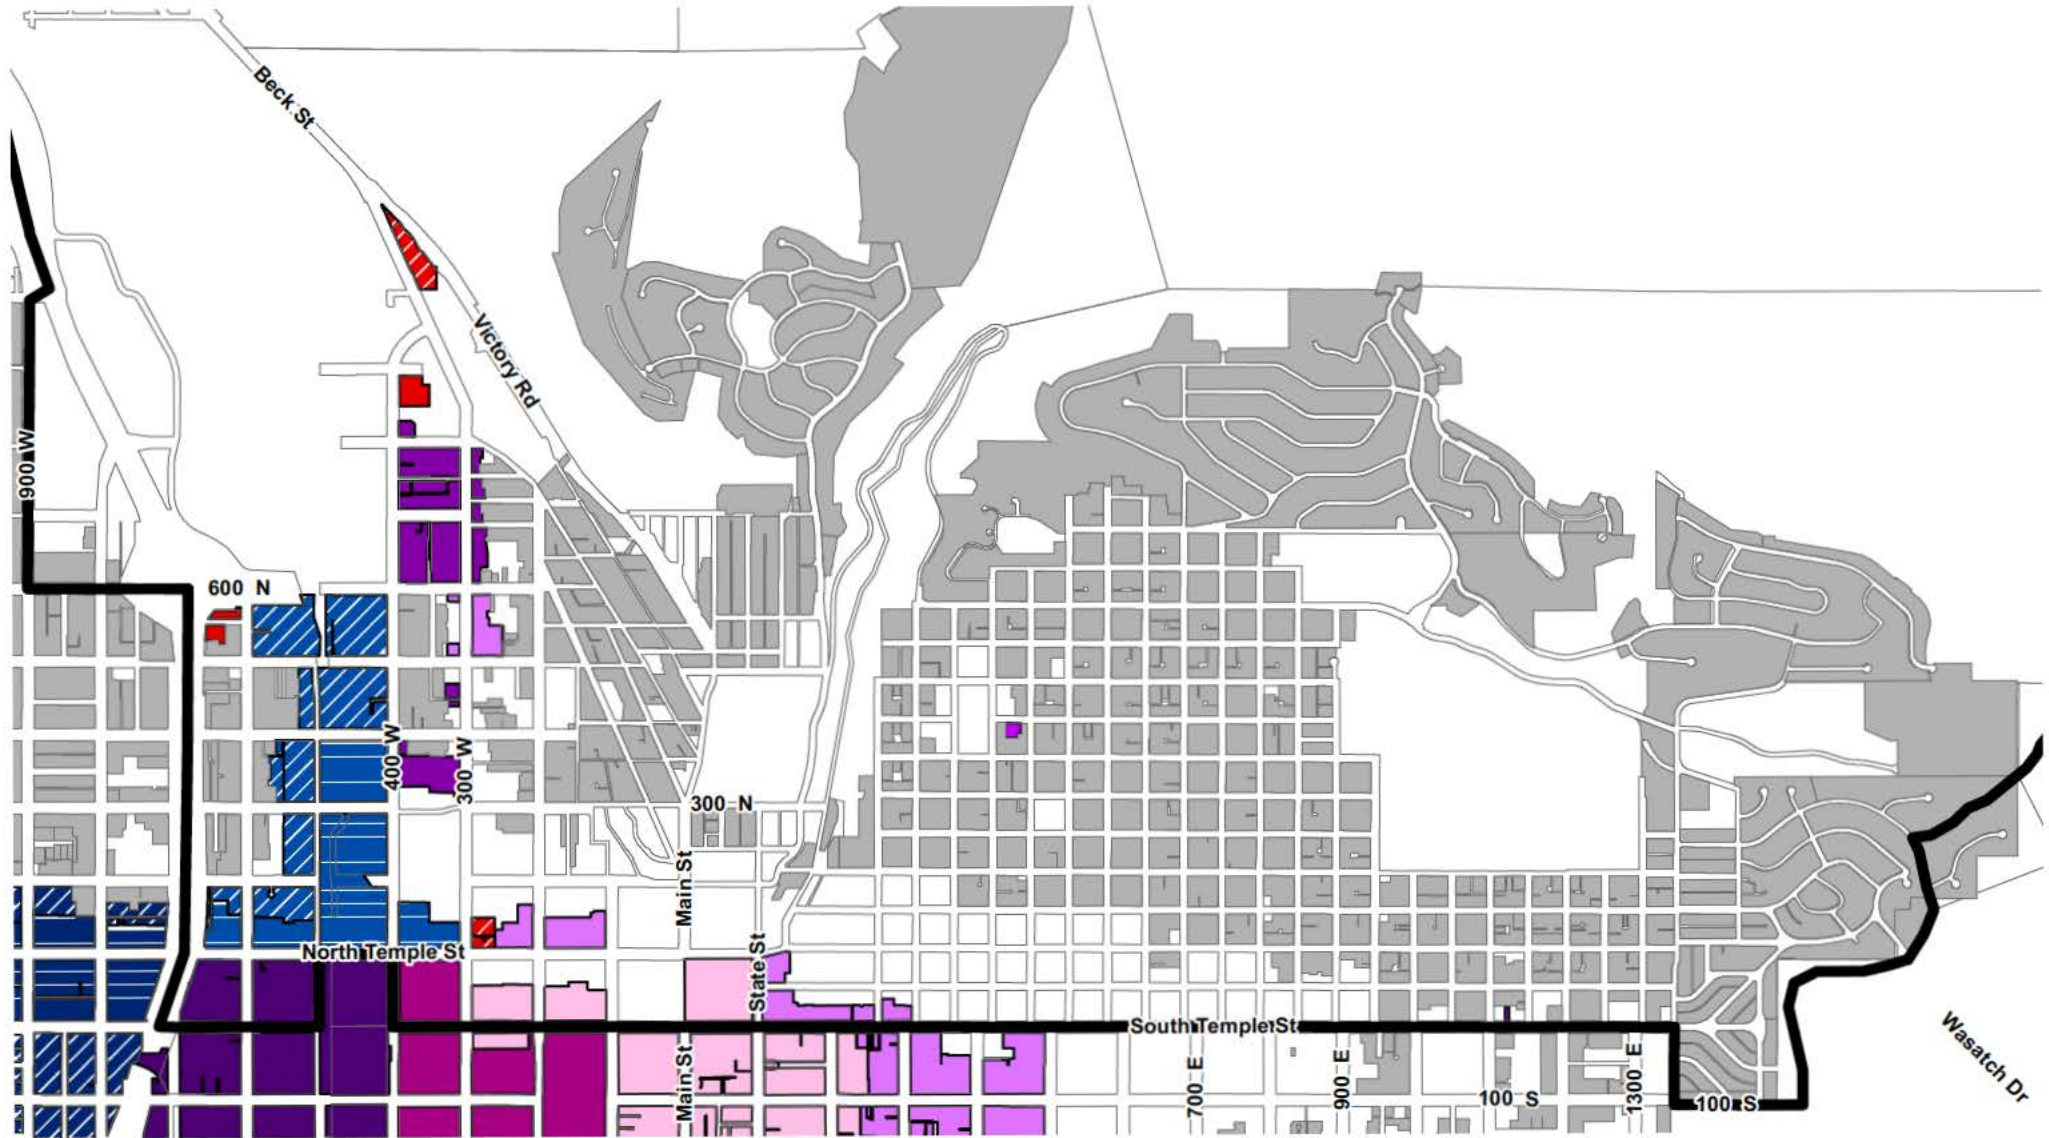 Beck St
Victory Rd
900 W
600 N
400 W
300 W
300 N
Main St
North Temple St
State St
South Temple St
Main St
700 E
900 E
100 S
1300 E
100 S
Wasatch Dr